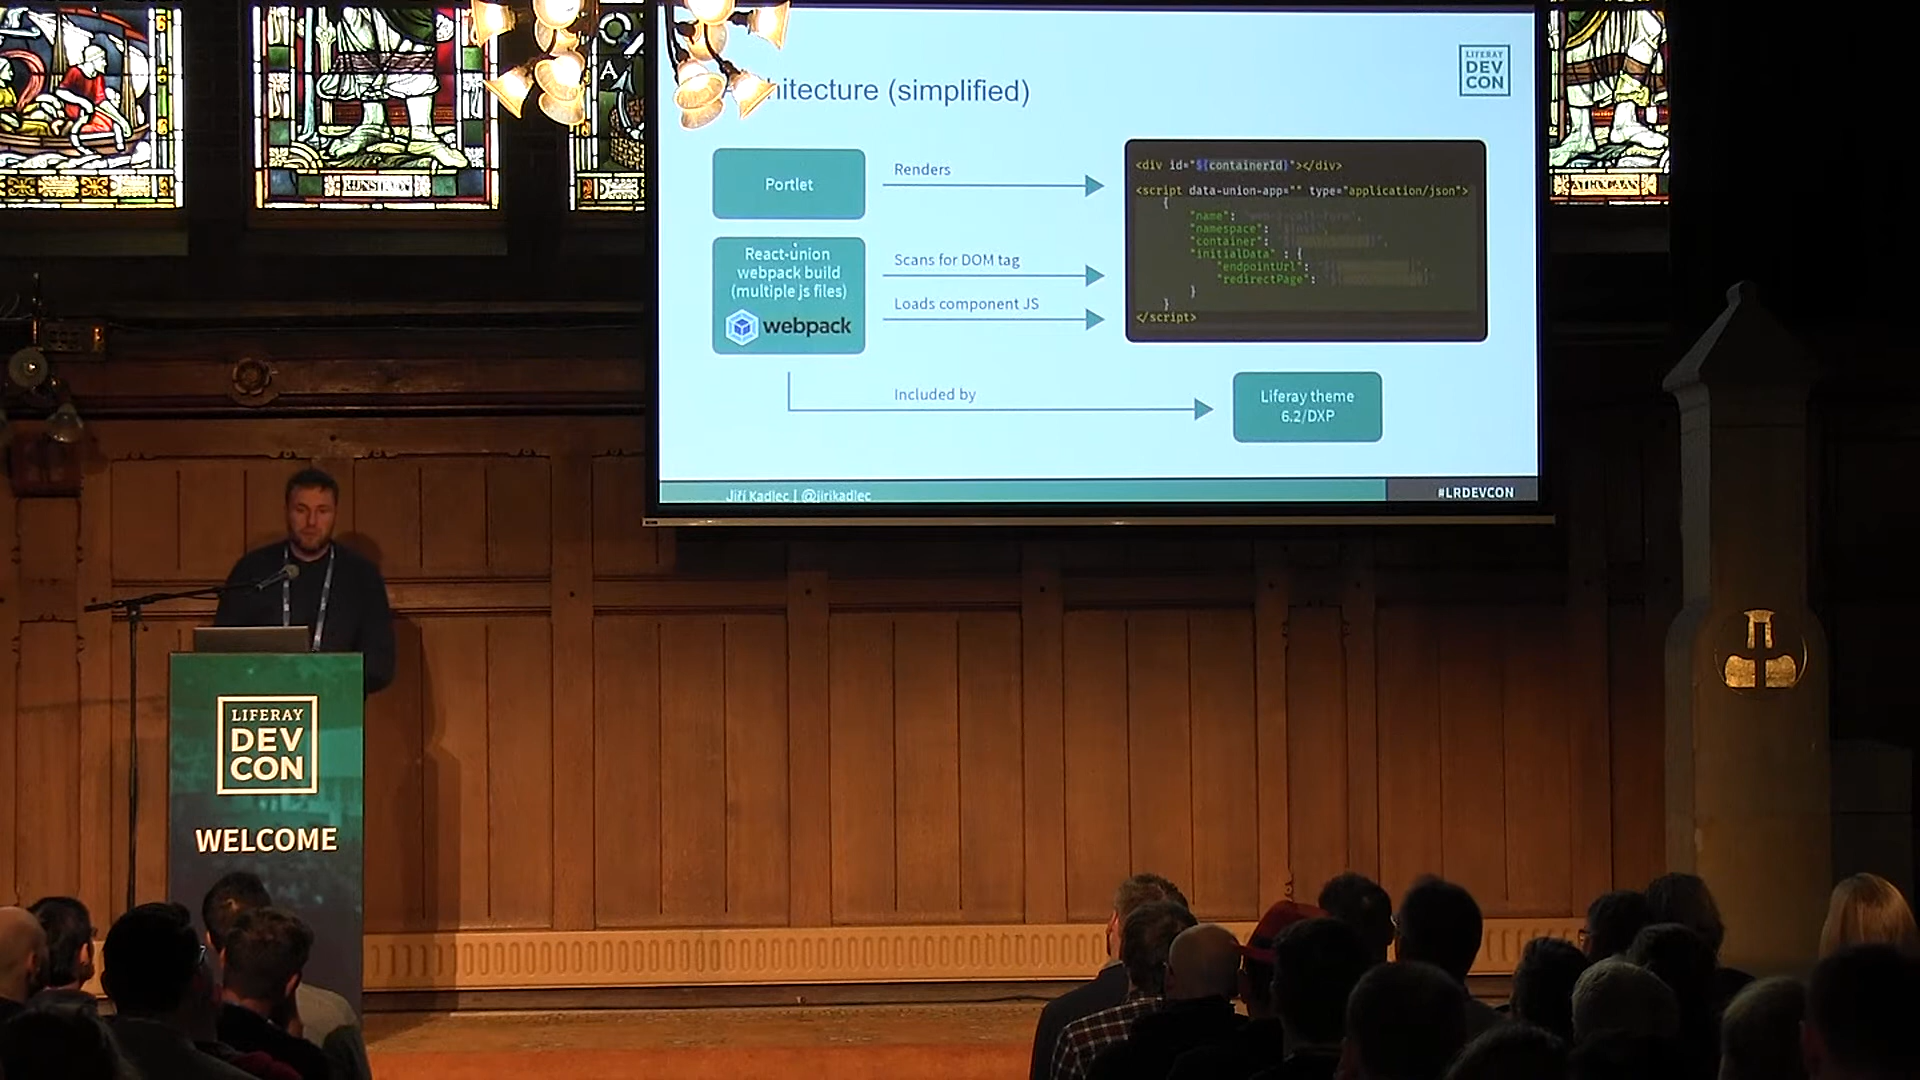 hitecture (simplified)
LIFERAY
DEV
CON
Portlet
Renders
React-union
webpack build
(multiple js files)
webpack
Scans for DOM tag
Loads component JS
<div id="${containerId}"></div>
<script data-union-app="" type="application/json">
{
"name":
"namespace":
"container":
"initialData" : {
"endpointUrl":
"redirectPage":
}
}
</script>
Included by
Liferay theme
6.2/DXP
Jiří Kadlec | @jirikadlec
#LRDEVCON
LIFERAY
DEV
CON
WELCOME